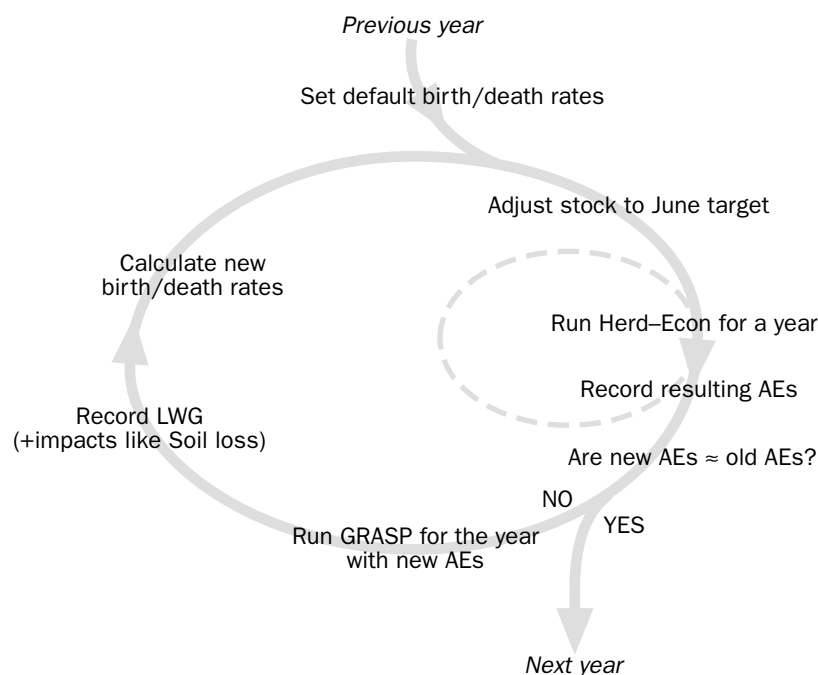 Previous year
Set default birth/death rates
Adjust stock to June target
Run Herd–Econ for a year
Record resulting AEs
Are new AEs ≈ old AEs?
NO
YES
Next year
Run GRASP for the year
with new AEs
Record LWG
(+impacts like Soil loss)
Calculate new
birth/death rates